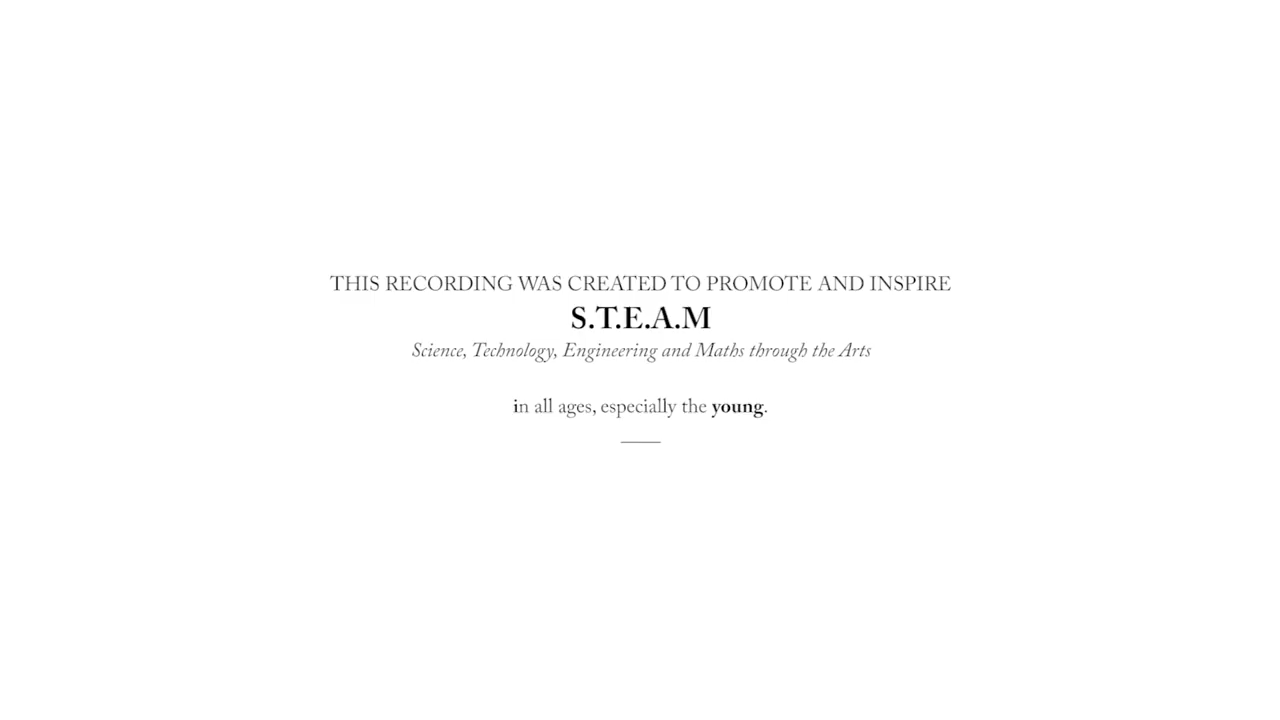 THIS RECORDING WAS CREATED TO PROMOTE AND INSPIRE
S.T.E.A.M
Science, Technology, Engineering and Maths through the Arts
in all ages, especially the young.